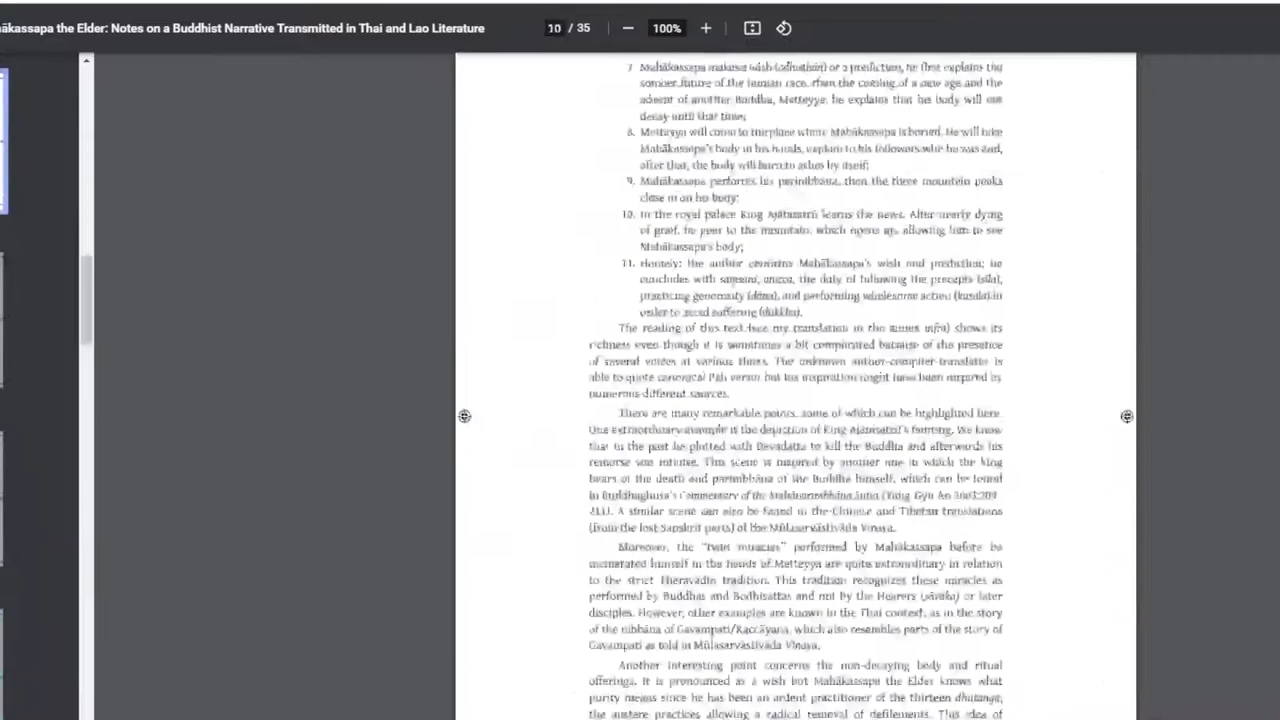 ākassapa the Elder: Notes on a Buddhist Narrative Transmitted in Thai and Lao Literature
10 / 35
100%
7. Mahākassapa makes a wish (adhiṭṭhān) or a prediction, he first explains the
somber future of the human race, then the coming of a new age and the
advent of another Buddha, Metteyya; he explains that his body will not
decay until that time;
8. Metteyya will come to the place where Mahākassapa is buried. He will take
Mahākassapa's body in his hands, explain to his followers who he was and,
after that, the body will burn to ashes by itself;
9. Mahākassapa performs his parinibbāna, then the three mountain peaks
close in on his body;
10. In the royal palace King Ajātasattu learns the news. After nearly dying
of grief, he goes to the mountain, which opens up, allowing him to see
Mahākassapa's body;
11. Homely: the author comments Mahākassapa's wish and prediction; he
concludes with saṃsāra, anicca, the duty of following the precepts (sīla),
practicing generosity (dāna), and performing wholesome action (kusala) in
order to avoid suffering (dukkha).
The reading of this text (see my translation in the annex infra) shows its
richness even though it is sometimes a bit complicated because of the presence
of several voices at various times. The unknown author-compiler-translator is
able to quote canonical Pāli verses but his inspiration might have been inspired by
numerous different sources.
There are many remarkable points, some of which can be highlighted here.
One extraordinary example is the depiction of King Ajātasattu's fainting. We know
that in the past he plotted with Devadatta to kill the Buddha and afterwards his
remorse was infinite. This scene is inspired by another one in which the king
hears of the death and parinibbāna of the Buddha himself, which can be found
in Buddhaghosa's Commentary of the Mahāparinibbāna Sutta (Yang-Gyu An
A similar scene can also be found in the Chinese and Tibetan translations
(from the lost Sanskrit parts) of the Mūlasarvāstivāda Vinaya.
Moreover, the "twin miracles" performed by Mahākassapa before he
incinerated himself in the hands of Metteyya are quite extraordinary in relation
to the strict Theravādin tradition. This tradition recognizes these miracles as
performed by Buddhas and Bodhisattas and not by the Hearers (sāvaka) or later
disciples. However, other examples are known in the Thai context, as in the story
of the nibbāna of Gavampati/Kaccāyana, which also resembles parts of the story of
Gavampati as told in Mūlasarvāstivāda Vinaya.
Another interesting point concerns the non-decaying body and ritual
offerings. It is pronounced as a wish but Mahākassapa the Elder knows what
purity means since he has been an ardent practitioner of the thirteen dhutaṅga,
the austere practices allowing a radical removal of defilements. This idea of